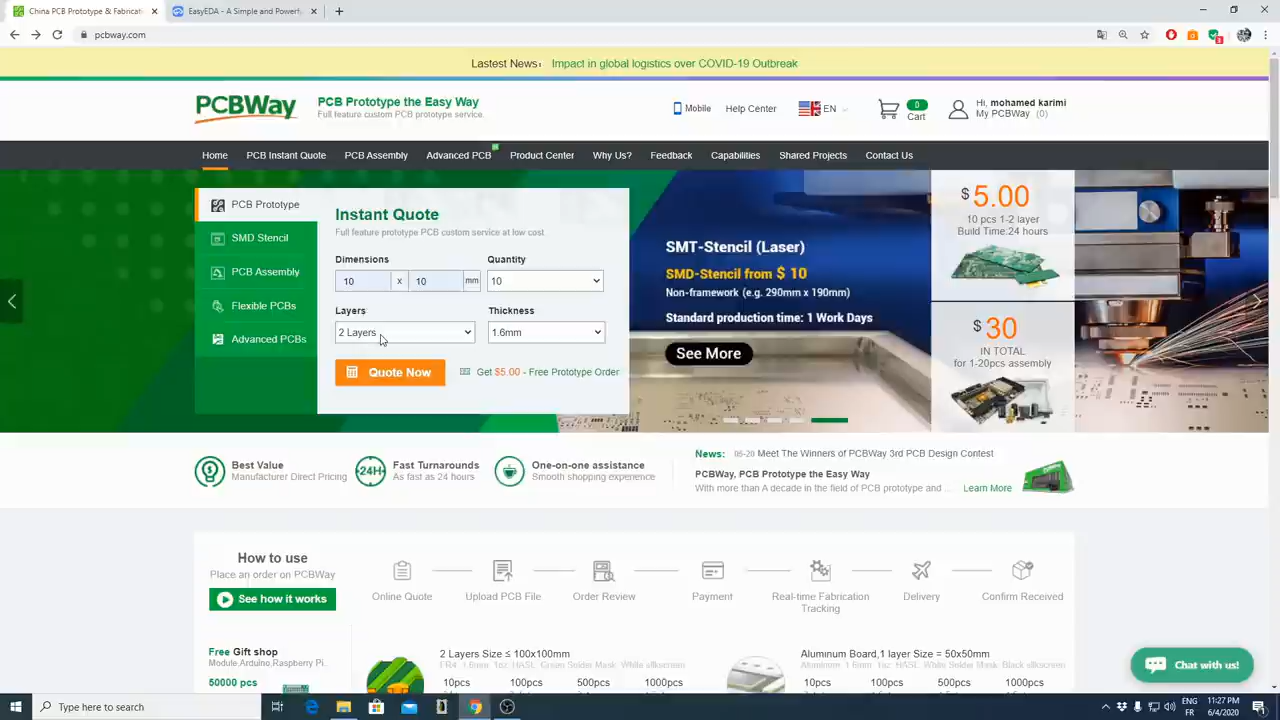 China PCB Prototype & Fabricati
EasyEDA - A Simple and Powerf
pcbway.com
Lastest News: Impact in global logistics over COVID-19 Outbreak
PCBWay
PCB Prototype the Easy Way
Full feature custom PCB prototype service.
Mobile
Help Center
EN
0
Cart
Hi, mohamed karimi
My PCBWay (0)
Home
PCB Instant Quote
PCB Assembly
Advanced PCB
Product Center
Why Us?
Feedback
Capabilities
Shared Projects
Contact Us
PCB Prototype
SMD Stencil
PCB Assembly
Flexible PCBs
Advanced PCBs
Instant Quote
Full feature prototype PCB custom service at low cost.
Dimensions
Quantity
10 x 10 mm
10
Layers
Thickness
2 Layers
1.6mm
Quote Now
Get $5.00 - Free Prototype Order
SMT-Stencil (Laser)
SMD-Stencil from $ 10
Non-framework (e.g. 290mm x 190mm)
Standard production time: 1 Work Days
See More
$5.00
10 pcs 1-2 layer
Build Time.24 hours
$30
IN TOTAL
for 1-20pcs assembly
Best Value
Manufacturer Direct Pricing
24H
Fast Turnarounds
As fast as 24 hours
One-on-one assistance
Smooth shopping experience
News: 05-20 Meet The Winners of PCBWay 3rd PCB Design Contest
PCBWay, PCB Prototype the Easy Way
With more than A decade in the field of PCB prototype and ... Learn More
How to use
Place an order on PCBWay
See how it works
Online Quote
Upload PCB File
Order Review
Payment
Real-time Fabrication
Tracking
Delivery
Confirm Received
Free Gift shop
Module,Arduino,Raspberry Pi..
50000 pcs
2 Layers Size ≤ 100x100mm
FR4, 1.6mm, 1oz, HASL, Green Solder Mask, White silkscreen
10pcs
100pcs
500pcs
1000pcs
Aluminum Board,1 layer Size = 50x50mm
Aluminum, 1.6mm, 1oz, HASL, White Solder Mask, Black silkscreen
10pcs
100pcs
500pcs
1000pcs
Chat with us!
Type here to search
ENG
FR
11:27 PM
6/4/2020